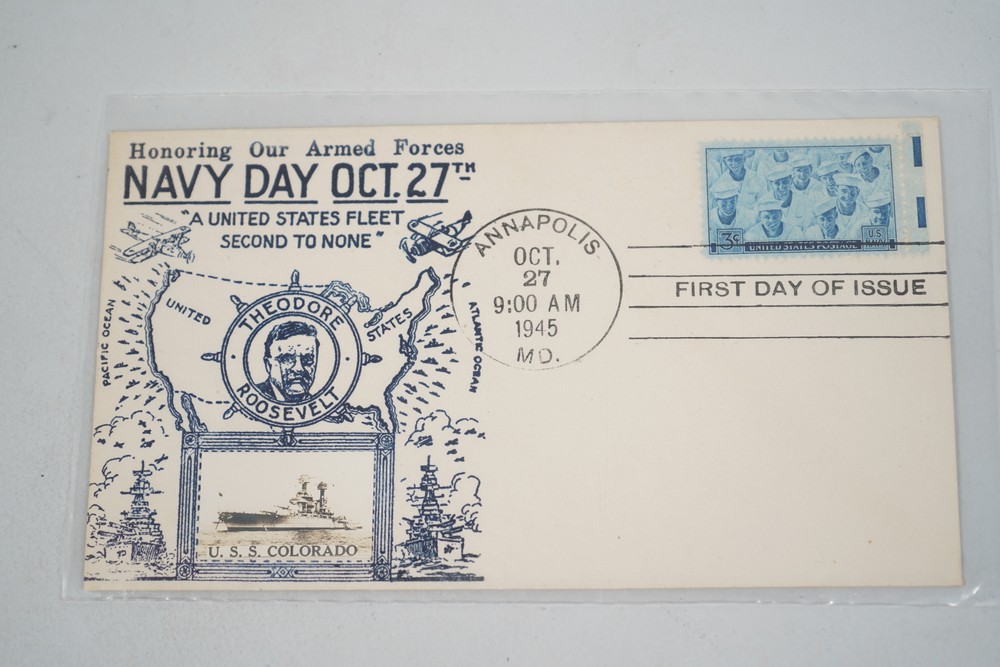 Honoring Our Armed Forces
NAVY DAY OCT. 27TH
"A UNITED STATES FLEET
SECOND TO NONE"
PACIFIC OCEAN
UNITED
STATES
ATLANTIC OCEAN
THEODORE
ROOSEVELT
U. S. S. COLORADO
ANNAPOLIS
OCT.
27
9:00 AM
1945
MD.
3¢
UNITED STATES POSTAGE
U.S.
NAVY
FIRST DAY OF ISSUE